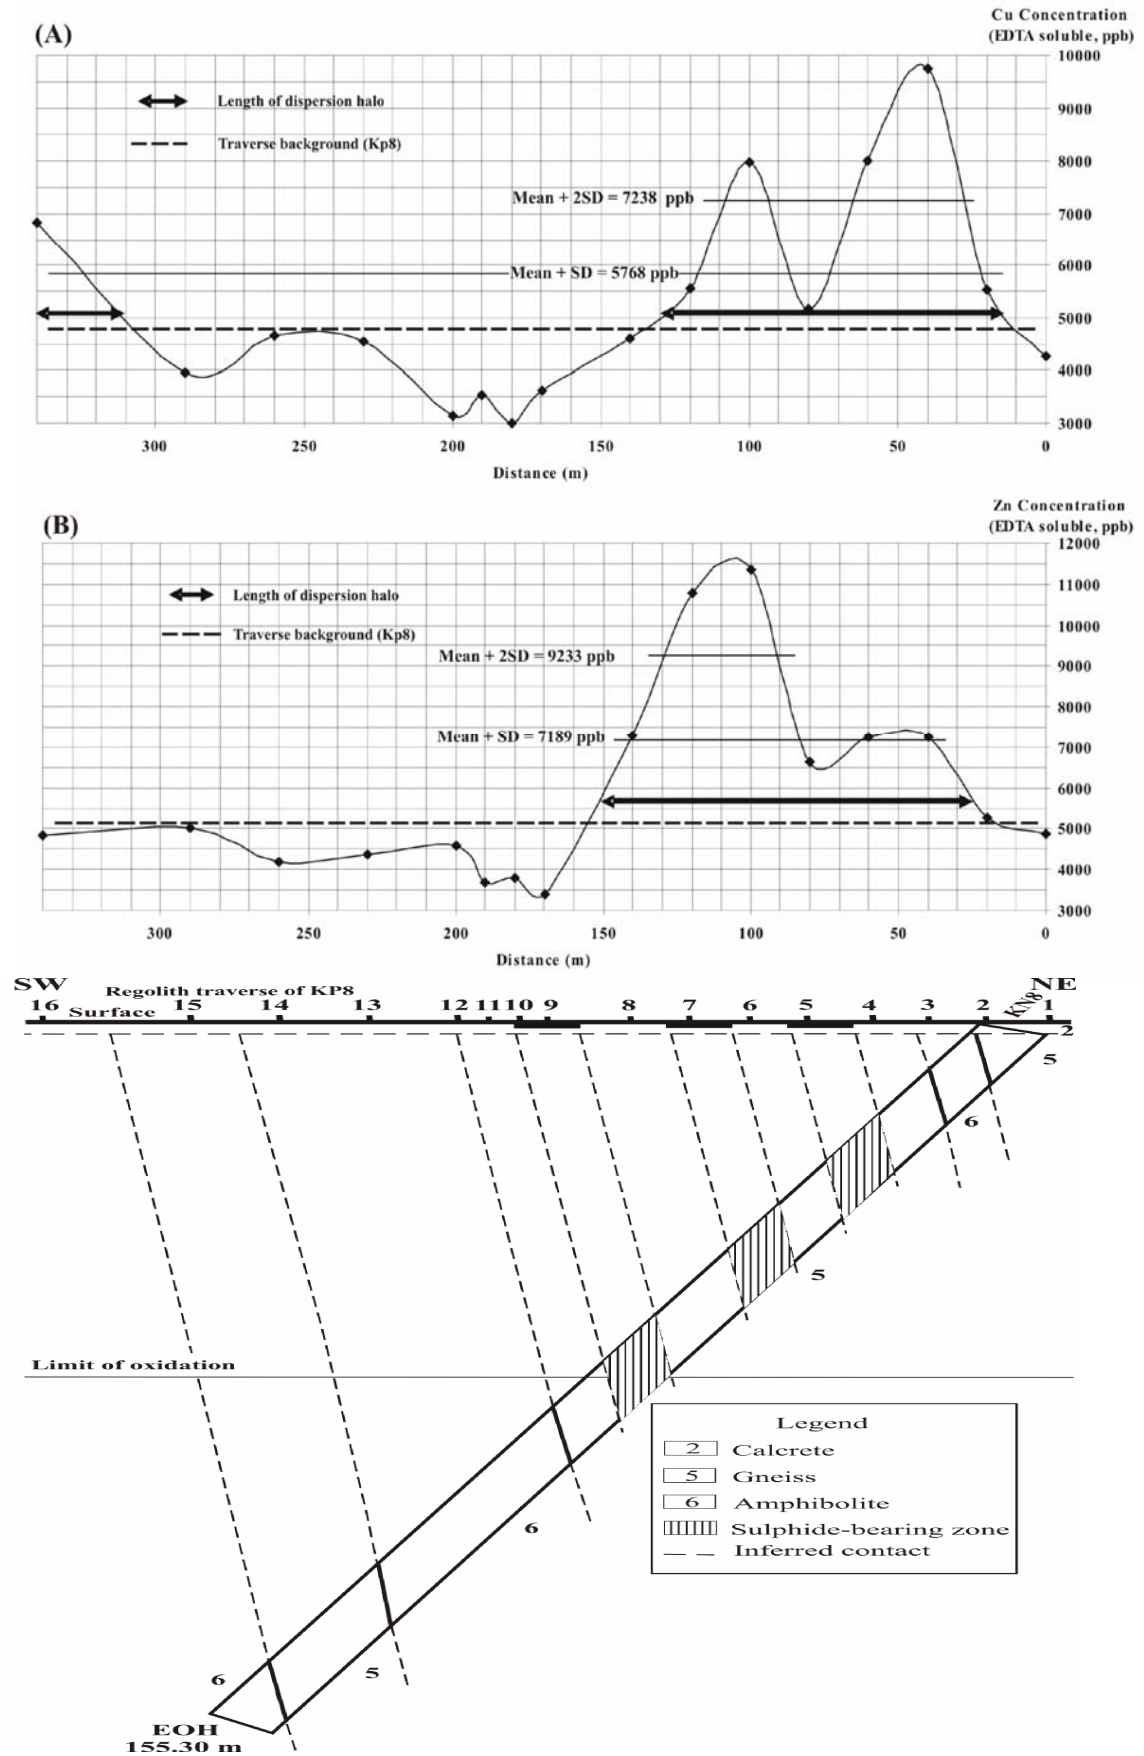 (A)
Cu Concentration
(EDTA soluble, ppb)
10000
Length of dispersion halo
9000
Traverse background (Kp8)
8000
Mean + 2SD = 7238 ppb
7000
6000
Mean + SD = 5768 ppb
5000
4000
3000
300 250 200 150 100 50 0
Distance (m)
(B)
Zn Concentration
(EDTA soluble, ppb)
12000
11000
Length of dispersion halo
10000
Traverse background (Kp8)
Mean + 2SD = 9233 ppb
9000
8000
Mean + SD = 7189 ppb
7000
6000
5000
4000
3000
300 250 200 150 100 50 0
Distance (m)
SW NE
Regolith traverse of KP8
KN8
16 15 14 13 12 11 10 9 8 7 6 5 4 3 2 1
Surface
2
5
6
5
Limit of oxidation
Legend
2 Calcrete
5 Gneiss
6 Amphibolite
Sulphide-bearing zone
Inferred contact
6
5
6
EOH
155.30 m